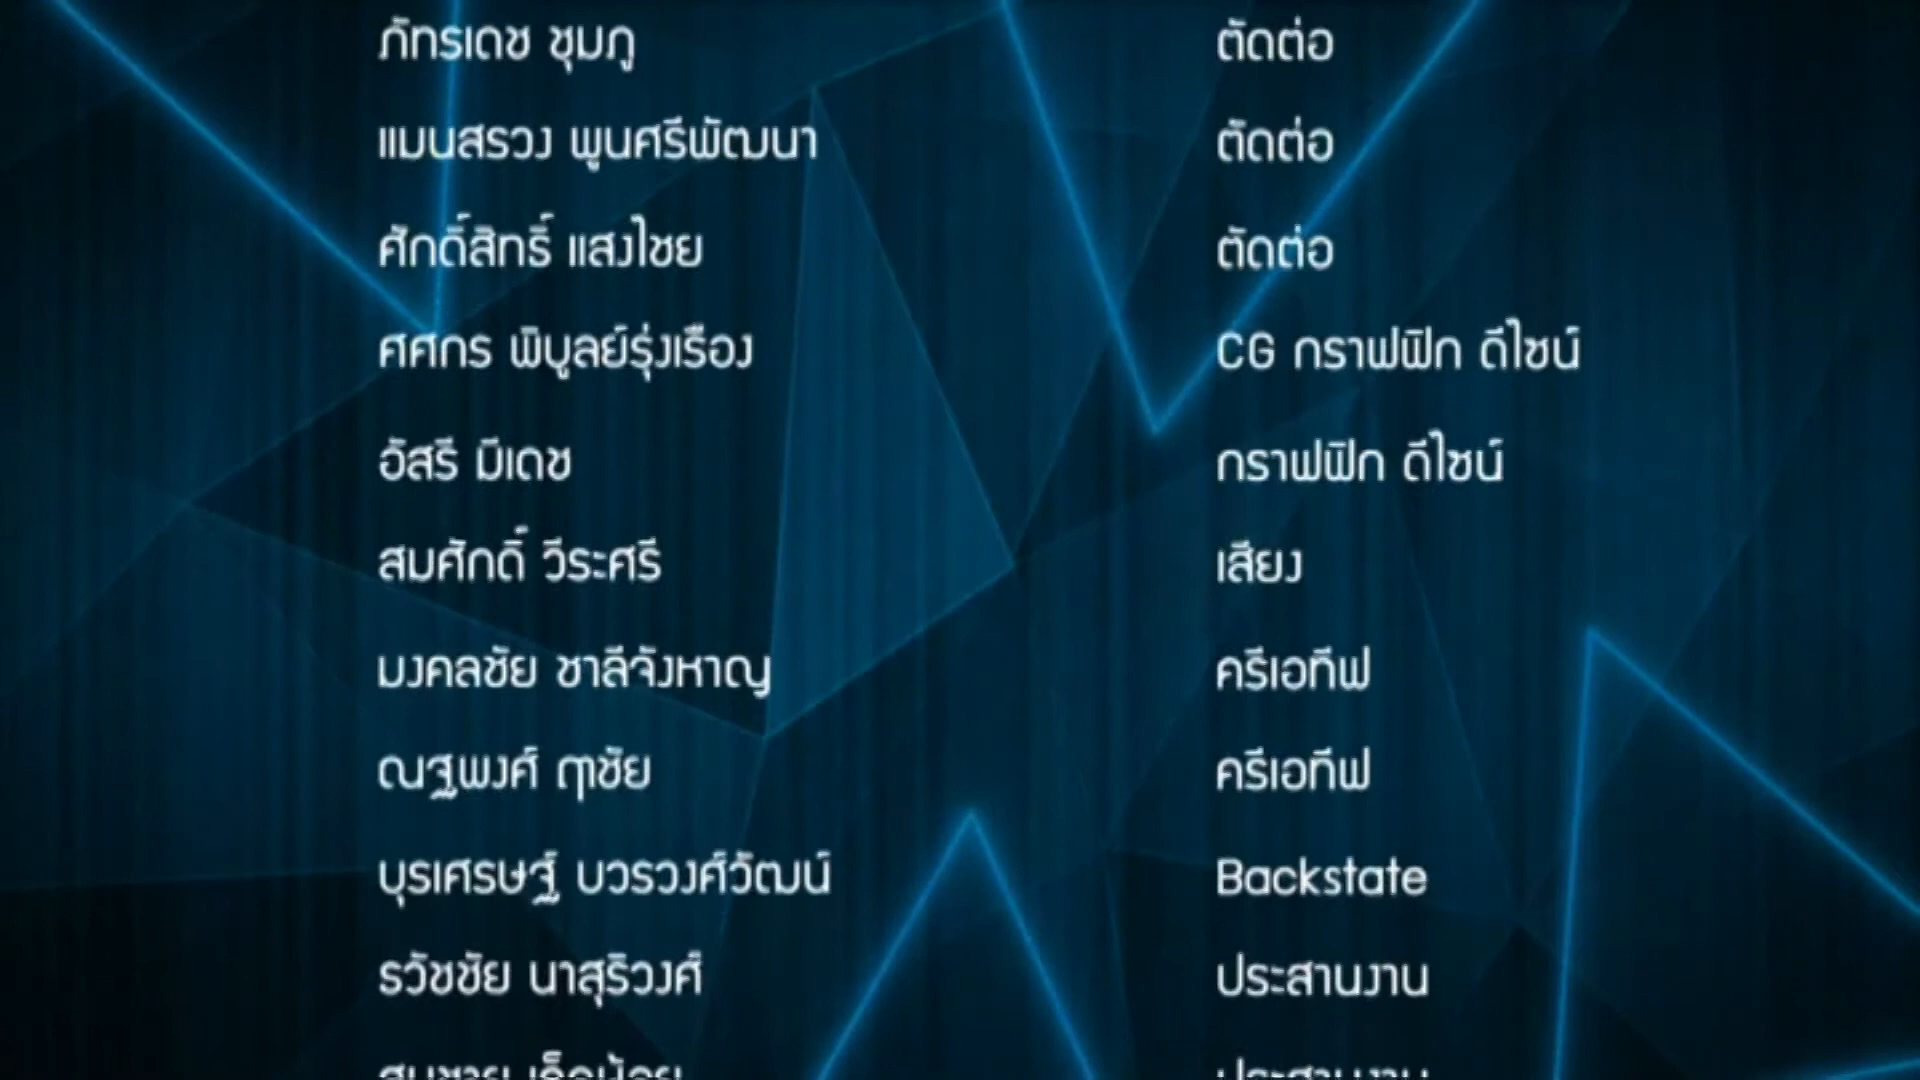 ภัทรเดช ชุมภู ตัดต่อ
แมนสรวง พูนศรีพัฒนา ตัดต่อ
ศักดิ์สิทธิ์ แสงไชย ตัดต่อ
ศศกร พิบูลย์รุ่งเรือง CG กราฟฟิก ดีไซน์
อัสรี มีเดช กราฟฟิก ดีไซน์
สมศักดิ์ วีระศรี เสียง
มงคลชัย ชาลีจังหาญ ครีเอทีฟ
ณฐพงศ์ ฤาชัย ครีเอทีฟ
บุรเศรษฐ์ บวรวงศ์วัฒน์ Backstate
รวัชชัย นาสุริวงศ์ ประสานงาน
ประสานงาน